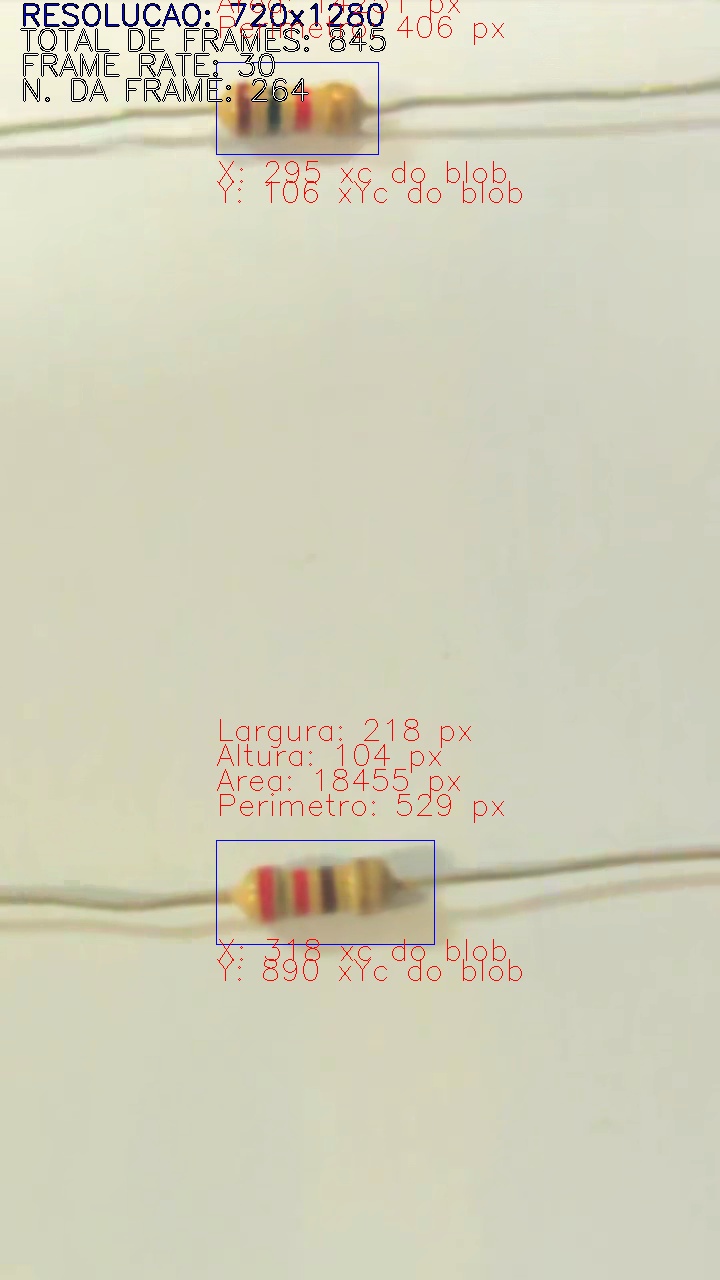 RESOLUCAO: 720x1280
TOTAL DE FRAMES: 845
FRAME RATE: 30
N. DA FRAME: 264
406 px
X: 295 xc do blob
Y: 106 xYc do blob
Largura: 218 px
Altura: 104 px
Area: 18455 px
Perimetro: 529 px
X: 318 xc do blob
Y: 890 xYc do blob